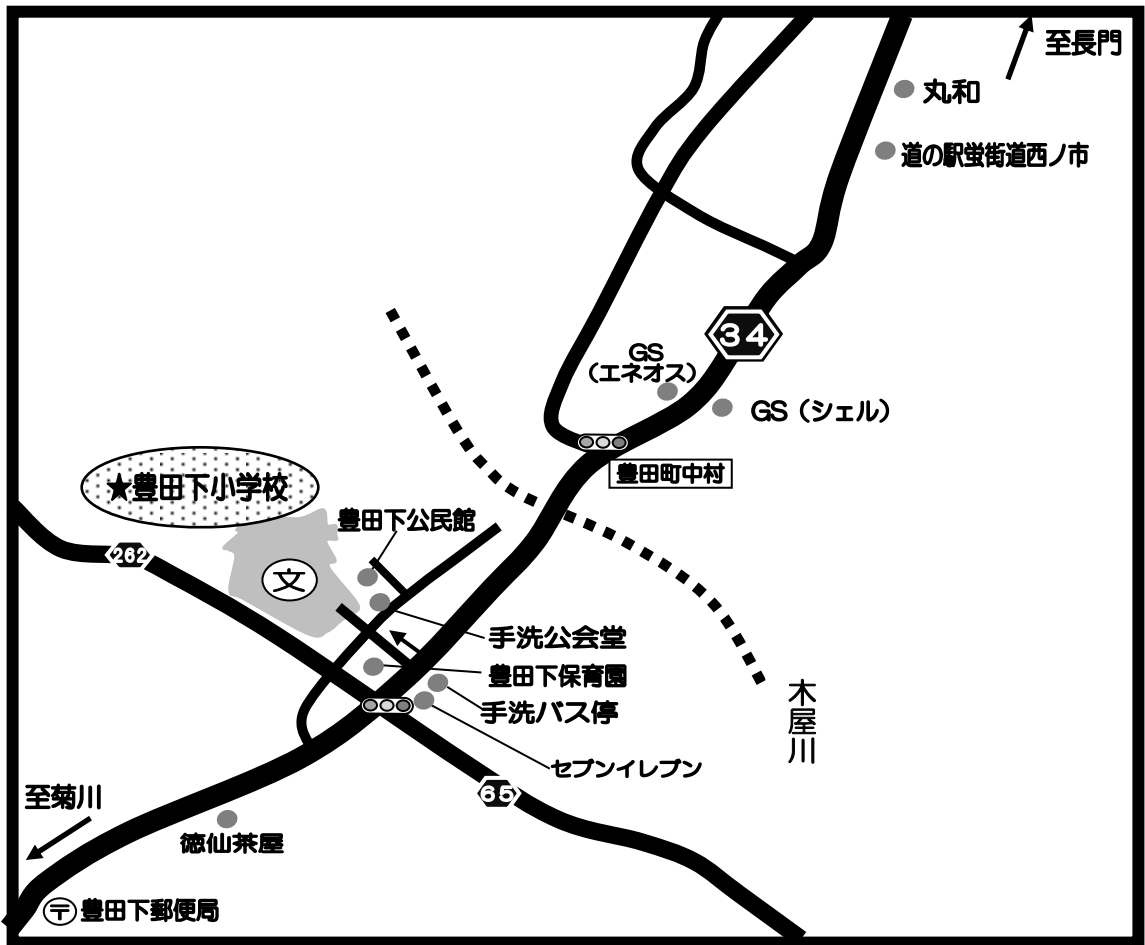 至長門
丸和
道の駅蛍街道西ノ市
34
GS
（エネオス）
GS（シェル）
豊田町中村
★豊田下小学校
豊田下公民館
262
文
手洗公会堂
豊田下保育園
手洗バス停
木屋川
セブンイレブン
65
至菊川
徳仙茶屋
〒豊田下郵便局